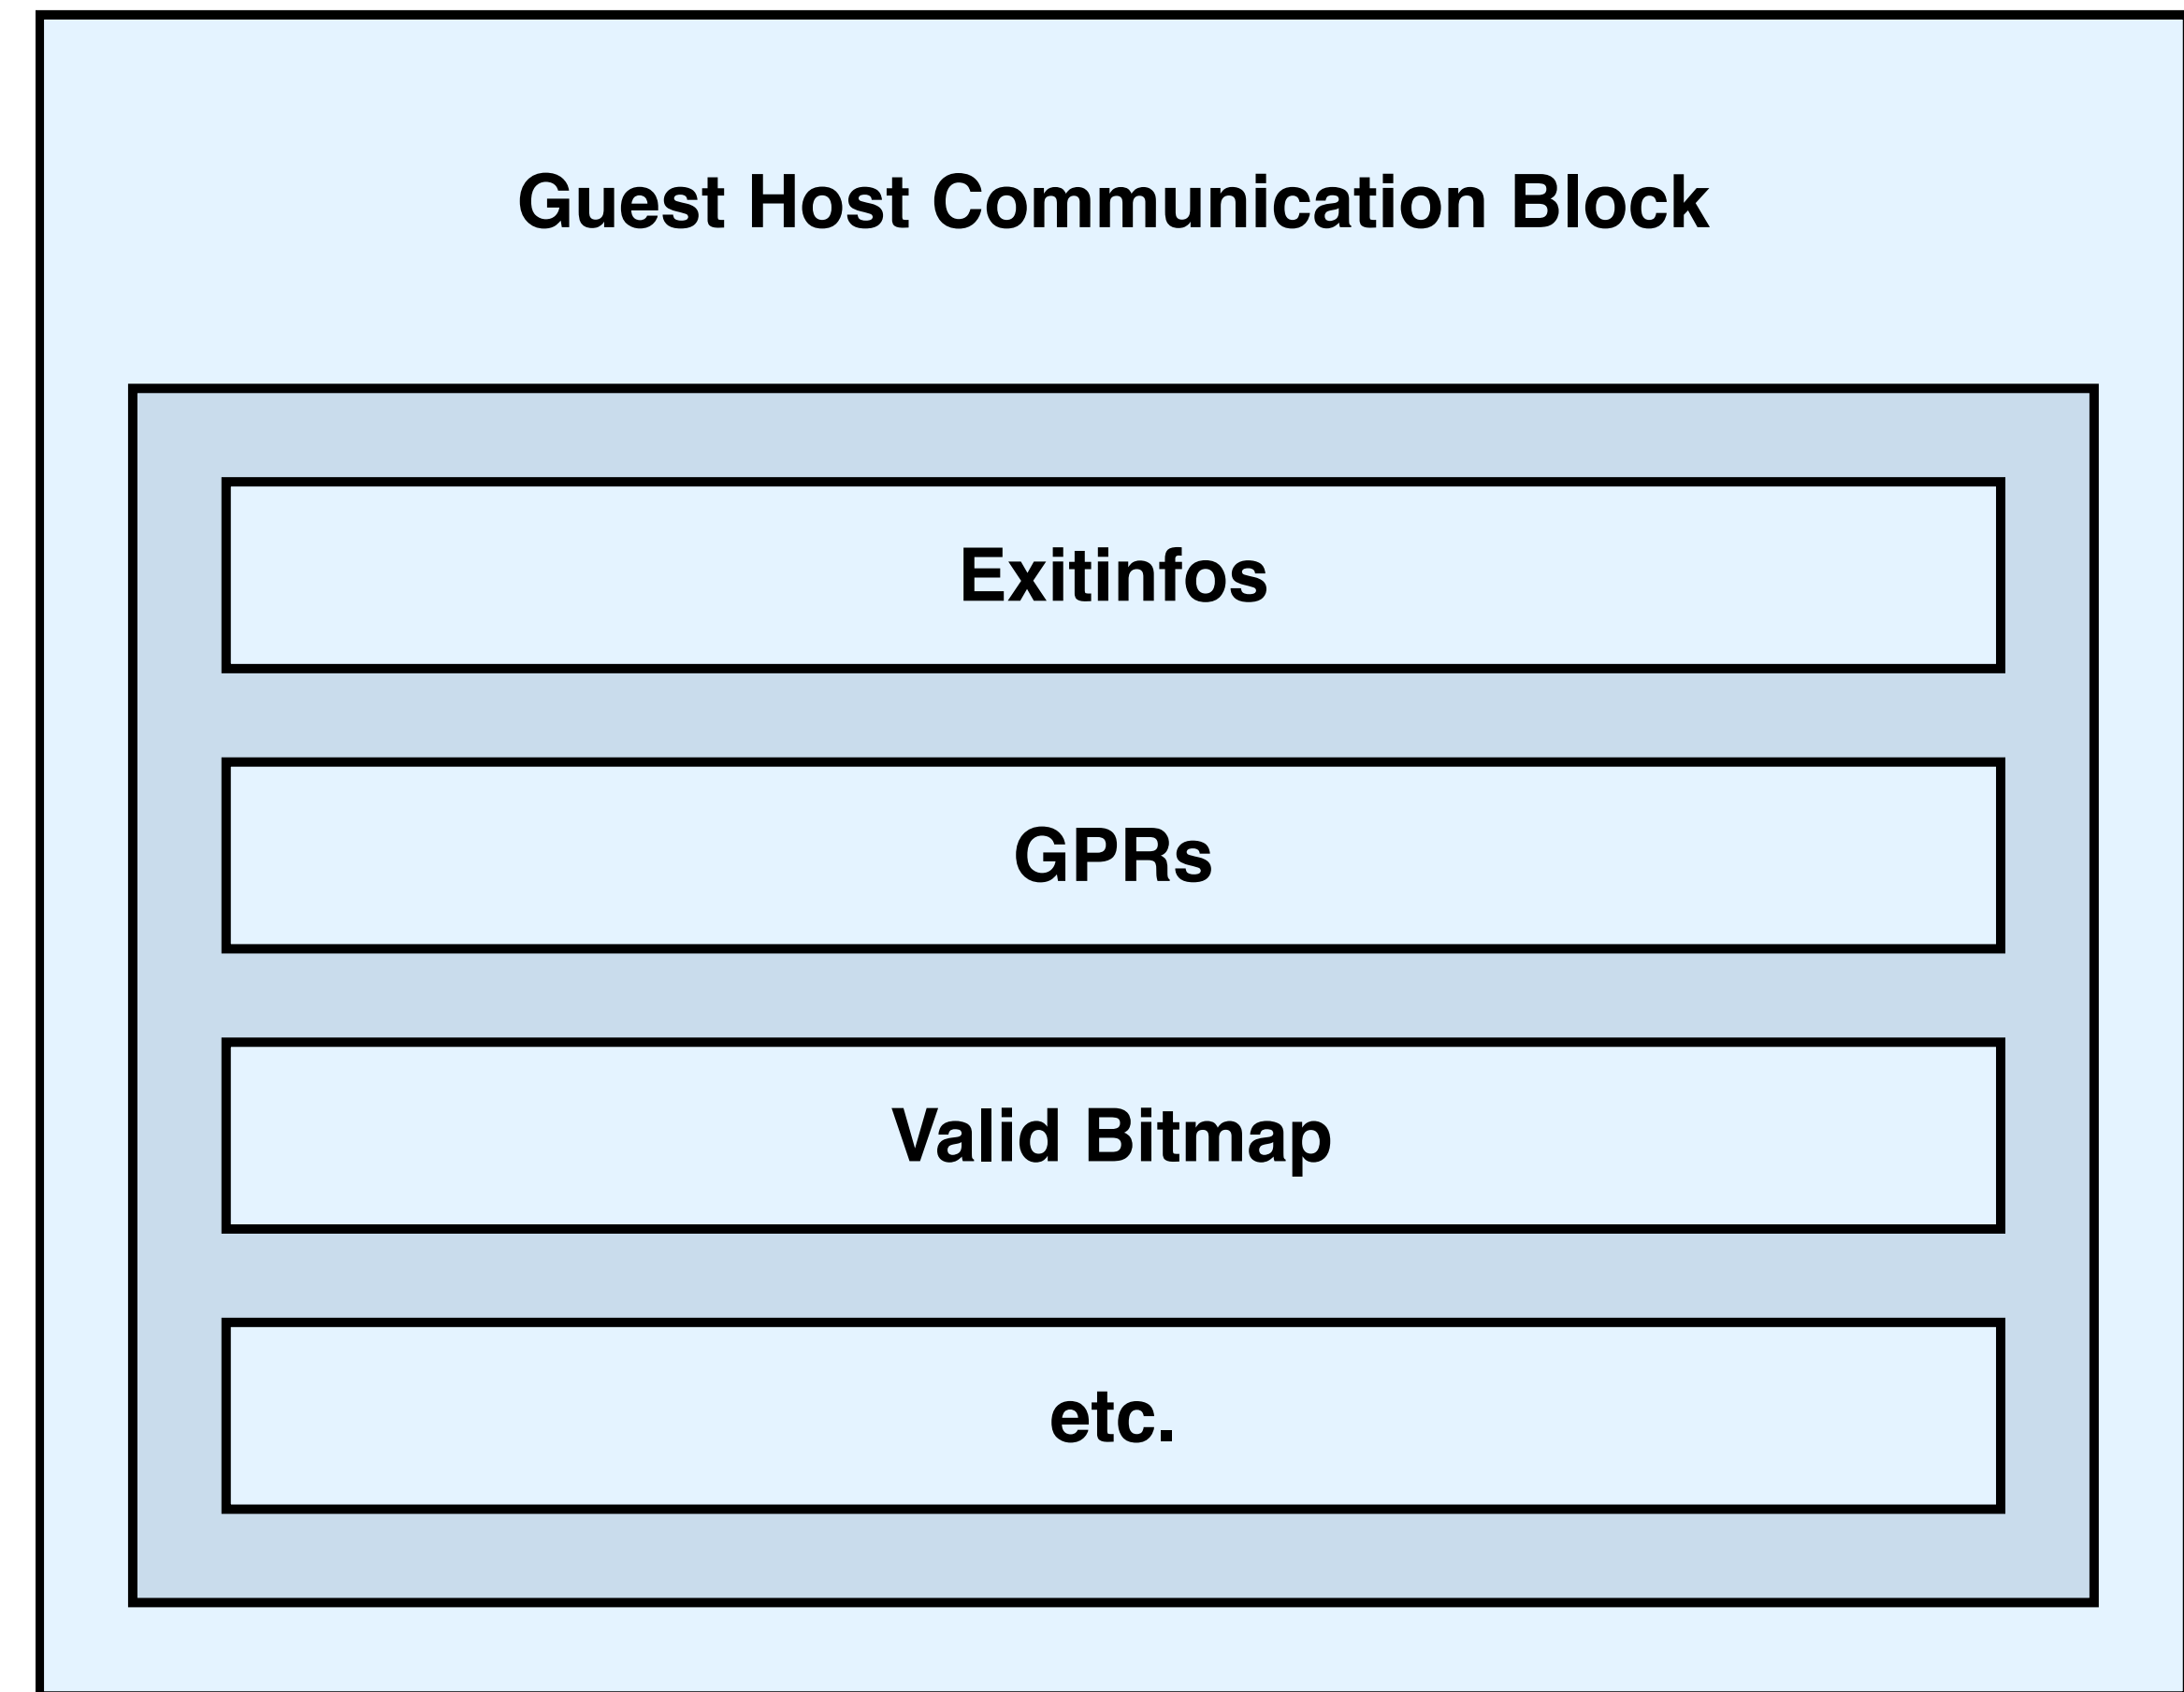 Guest Host Communication Block
Exitinfos
GPRs
Valid Bitmap
etc.